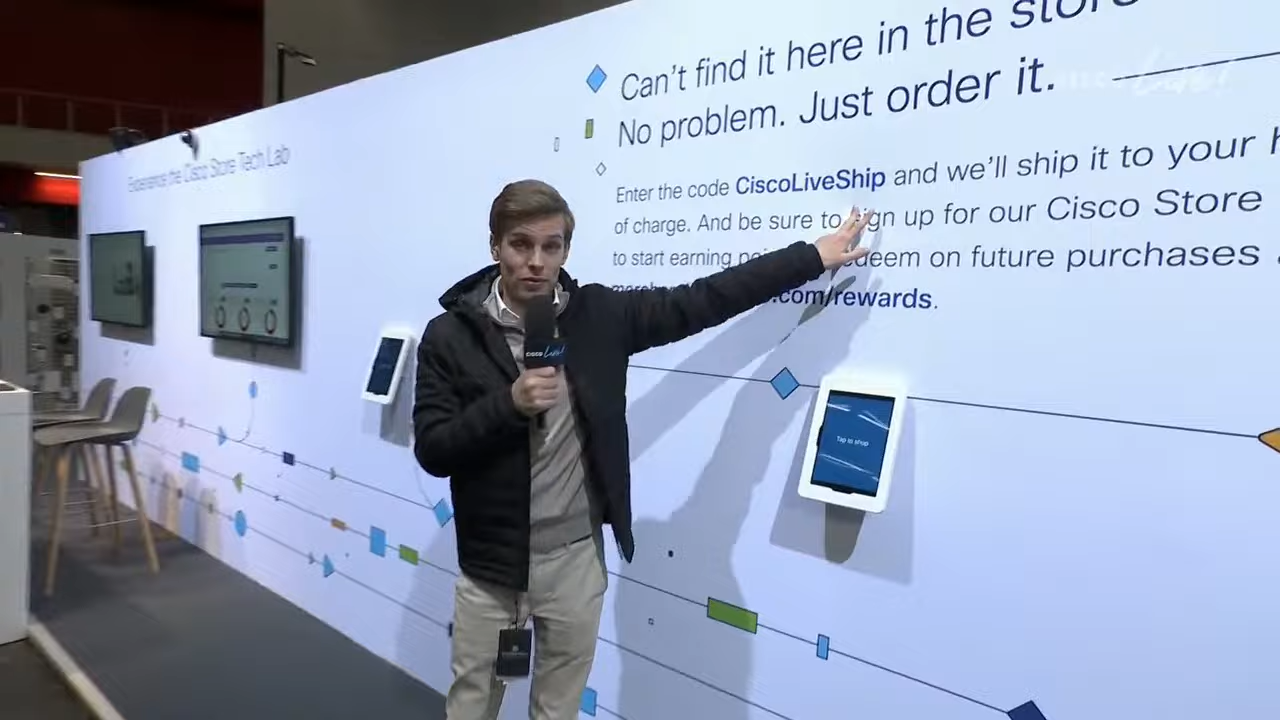 Can't find it here in the store
No problem. Just order it.
Enter the code CiscoLiveShip and we'll ship it to your
of charge. And be sure to sign up for our Cisco Store
to start earning redeem on future purchases
.com/rewards.
Experience the Cisco Store Tech Lab
Tap to shop
CISCO Live!
Live!